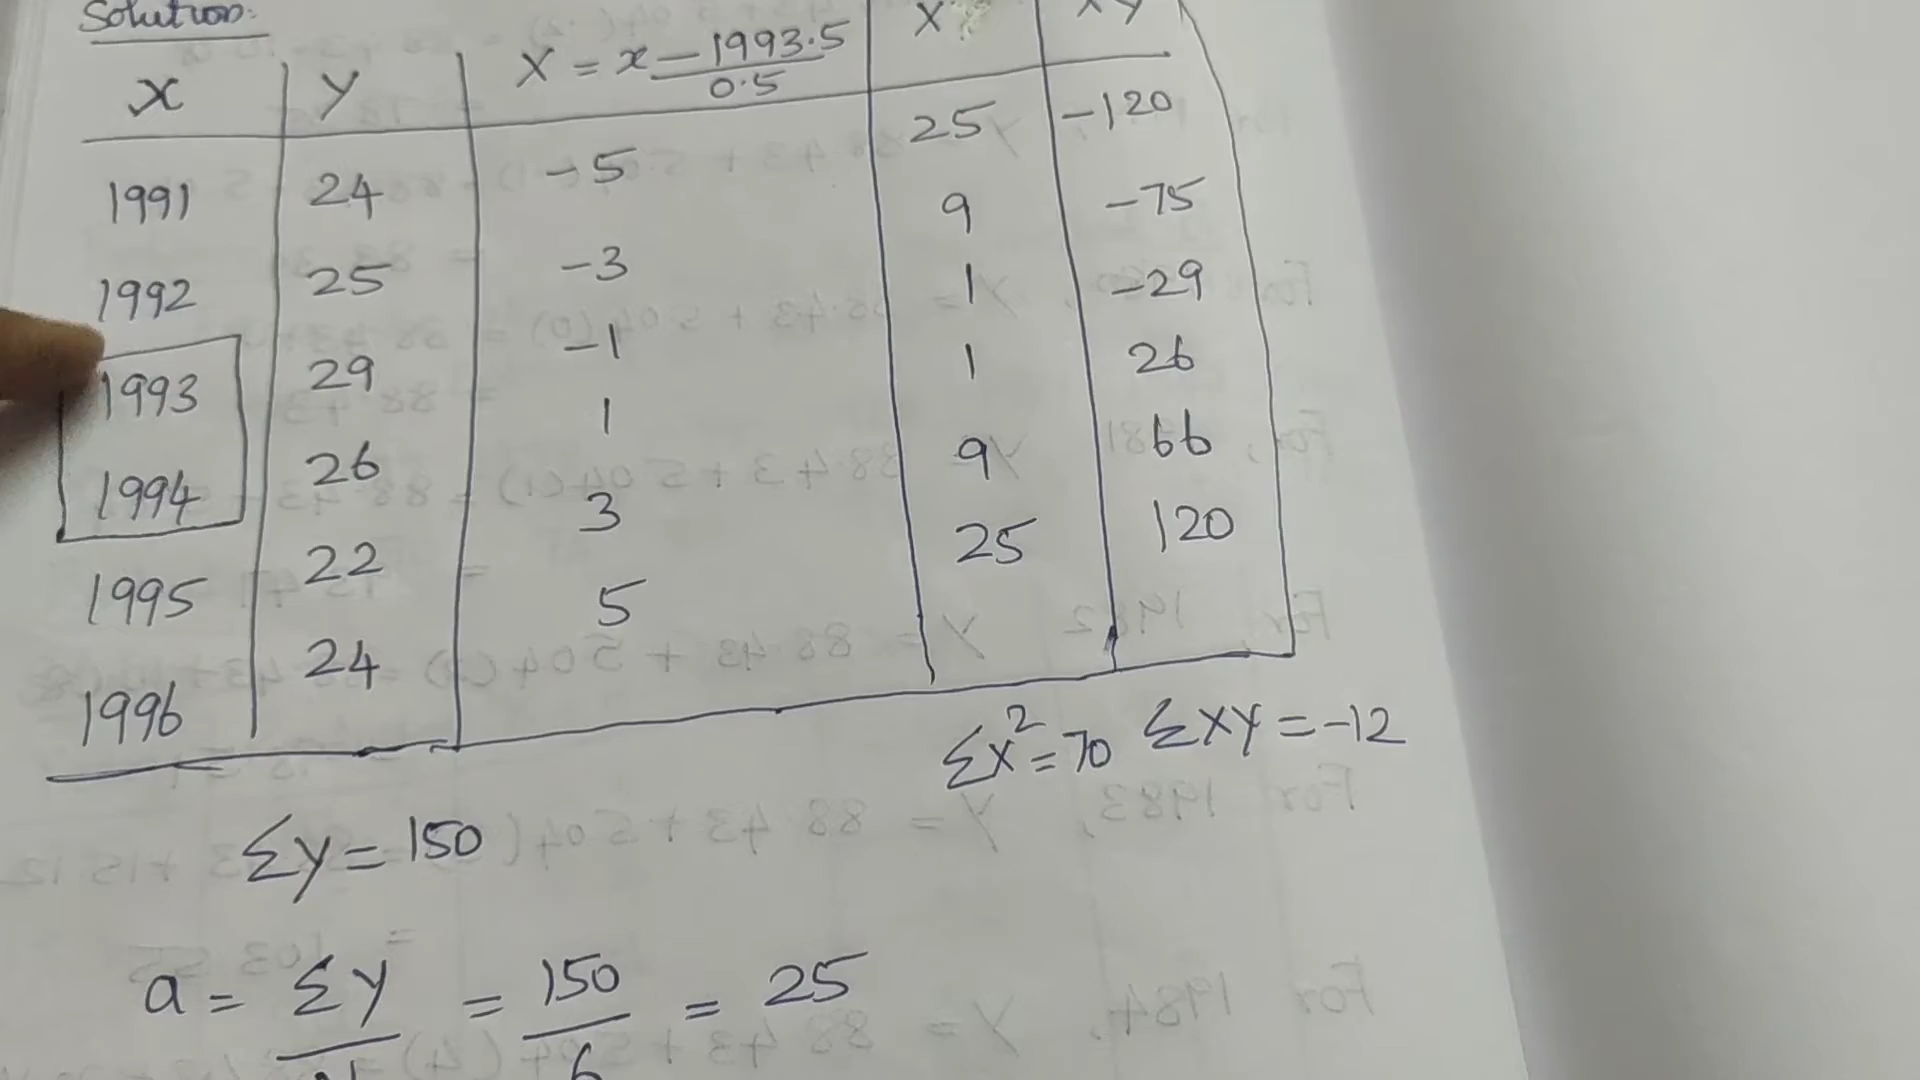 Solution:
x y X = x - 1993.5 / 0.5 X XY
1991 24 -5 25 -120
1992 25 -3 9 -75
1993 29 -1 1 -29
1994 26 1 1 26
1995 22 3 9 66
1996 24 5 25 120
Σy = 150 ΣX² = 70 ΣXY = -12
a = Σy / N = 150 / 6 = 25